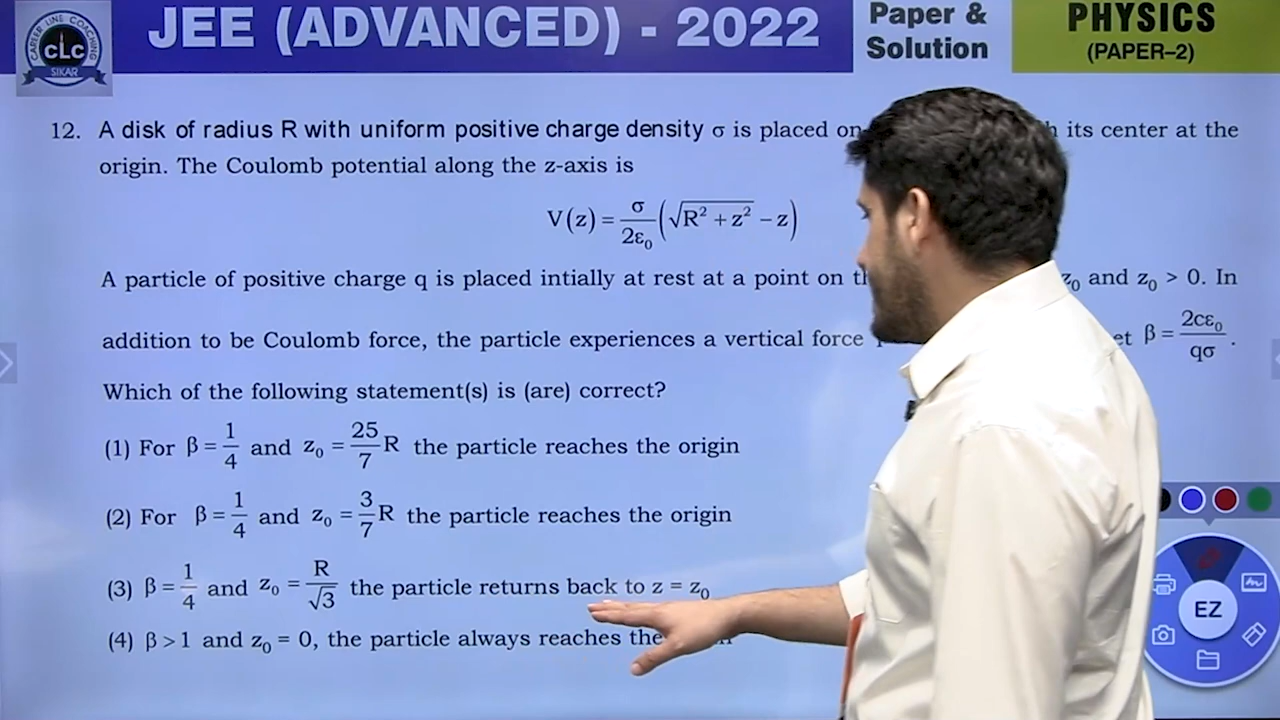 CAREER LINE COACHING
CLC
SIKAR
JEE (ADVANCED) - 2022
Paper &
Solution
PHYSICS
(PAPER–2)
12. A disk of radius R with uniform positive charge density σ is placed on its center at the
origin. The Coulomb potential along the z-axis is
V(z) = σ/2ε₀ (√(R² + z²) − z)
A particle of positive charge q is placed intially at rest at a point on z₀ and z₀ > 0. In
addition to be Coulomb force, the particle experiences a vertical force β = 2cε₀/qσ .
Which of the following statement(s) is (are) correct?
(1) For β = 1/4 and z₀ = 25/7 R the particle reaches the origin
(2) For β = 1/4 and z₀ = 3/7 R the particle reaches the origin
(3) β = 1/4 and z₀ = R/√3 the particle returns back to z = z₀
(4) β > 1 and z₀ = 0, the particle always reaches the
EZ